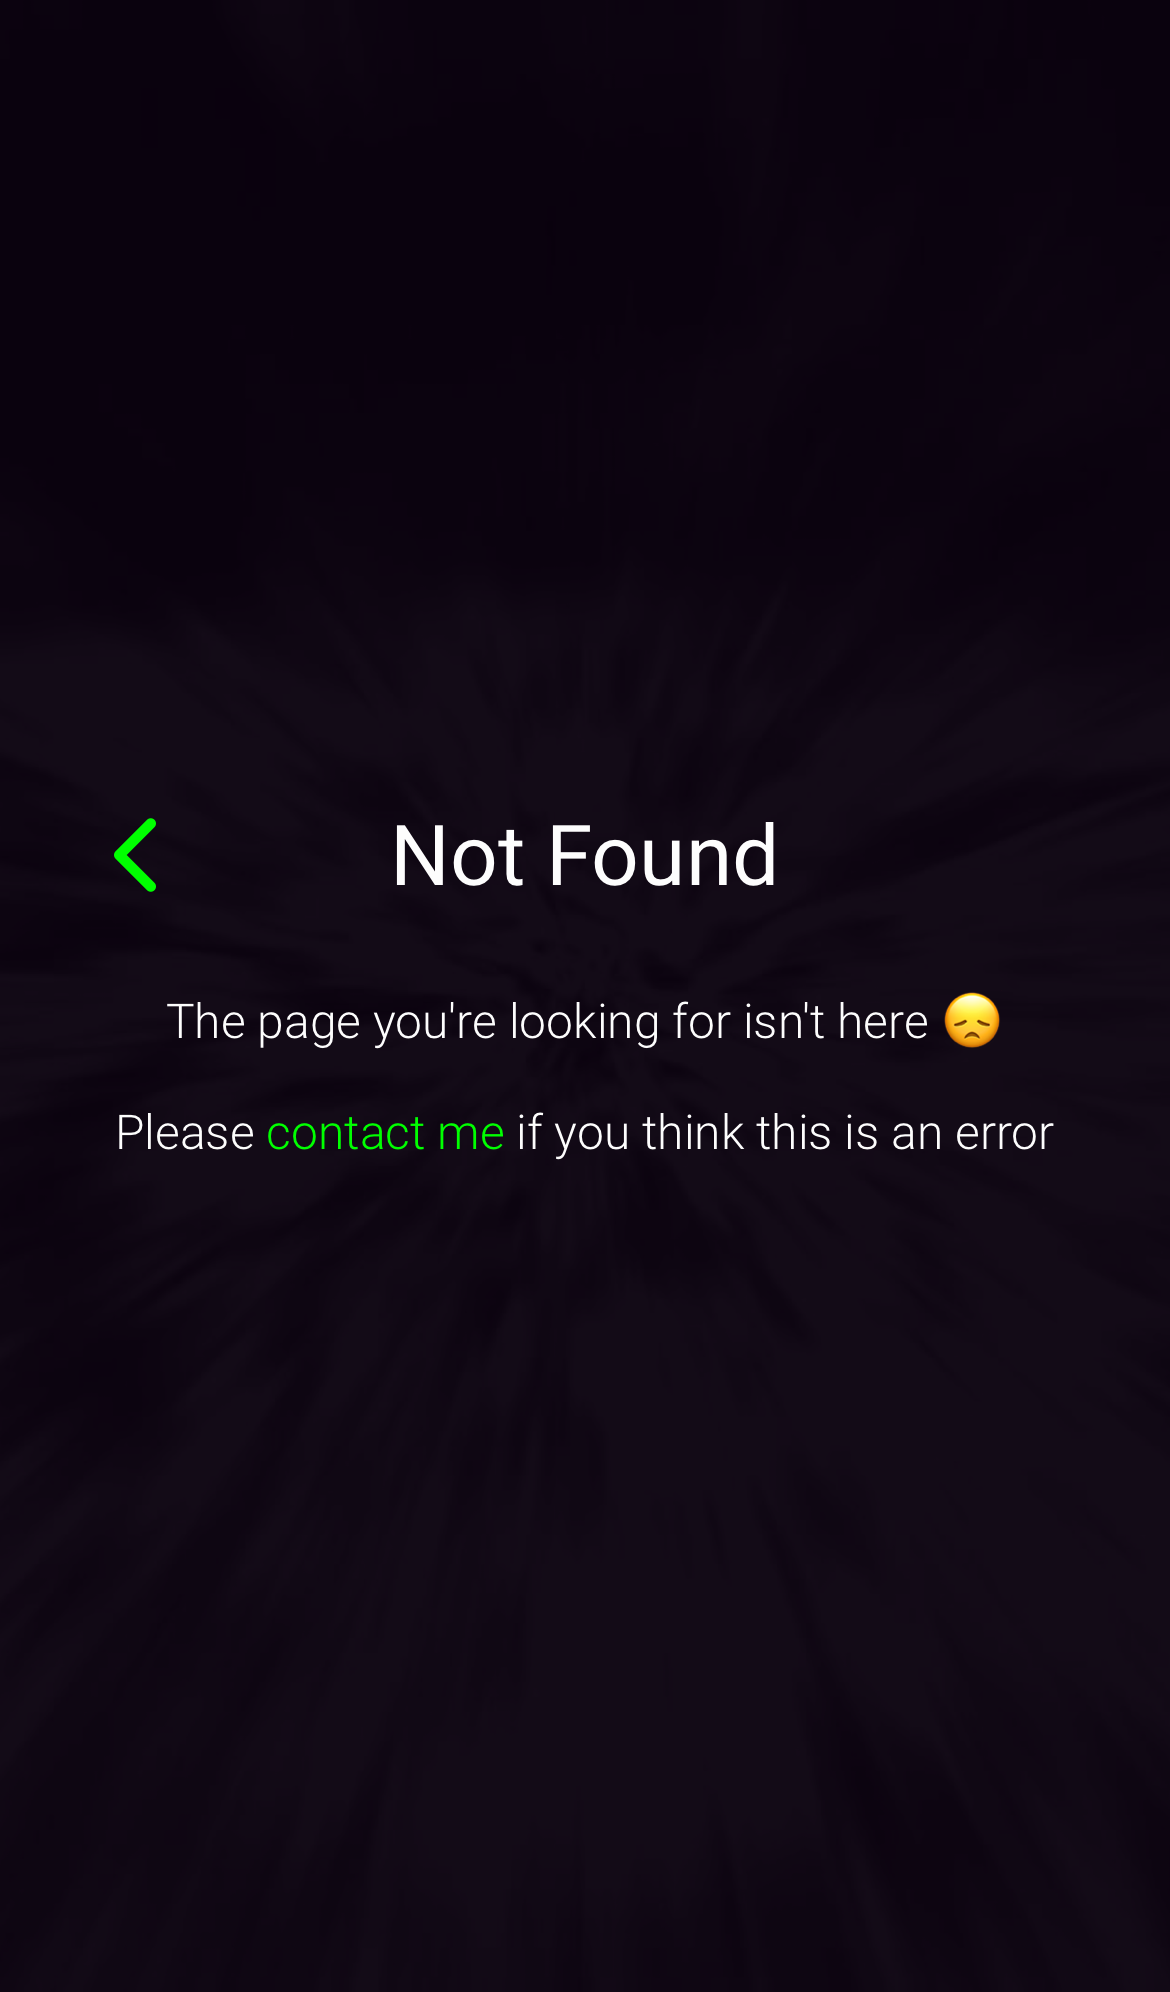 Not Found
The page you're looking for isn't here 😞
Please contact me if you think this is an error